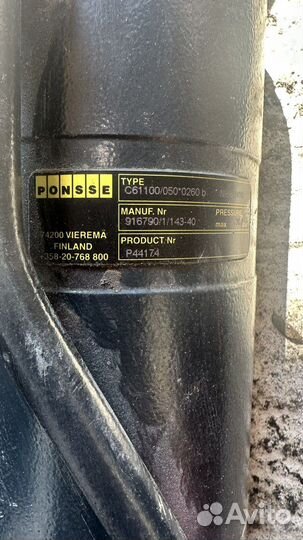 PONSSE
TYPE
C61100/050*0260 b
MANUF. Nr PRESSURE
916790/1/143-40 max
74200 VIEREMÄ
FINLAND
+358-20-768 800
PRODUCT Nr
P44174
Avito